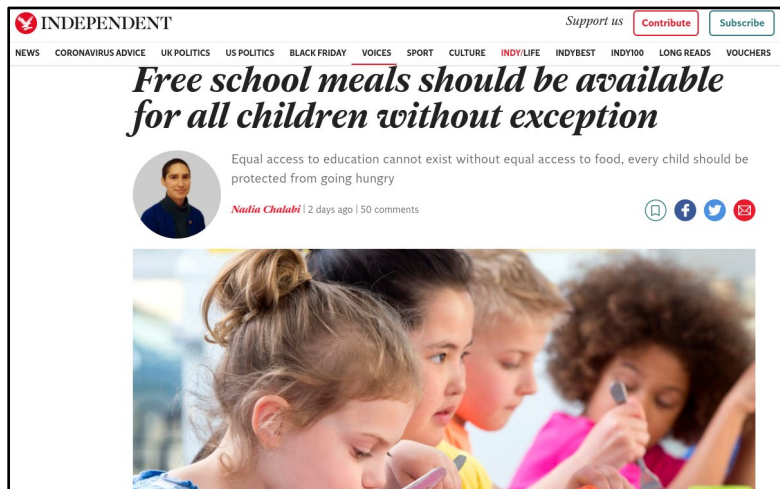 INDEPENDENT
Support us Contribute Subscribe
NEWS CORONAVIRUS ADVICE UK POLITICS US POLITICS BLACK FRIDAY VOICES SPORT CULTURE INDY/LIFE INDYBEST INDY100 LONG READS VOUCHERS
Free school meals should be available
for all children without exception
Equal access to education cannot exist without equal access to food, every child should be
protected from going hungry
Nadia Chalabi | 2 days ago | 50 comments